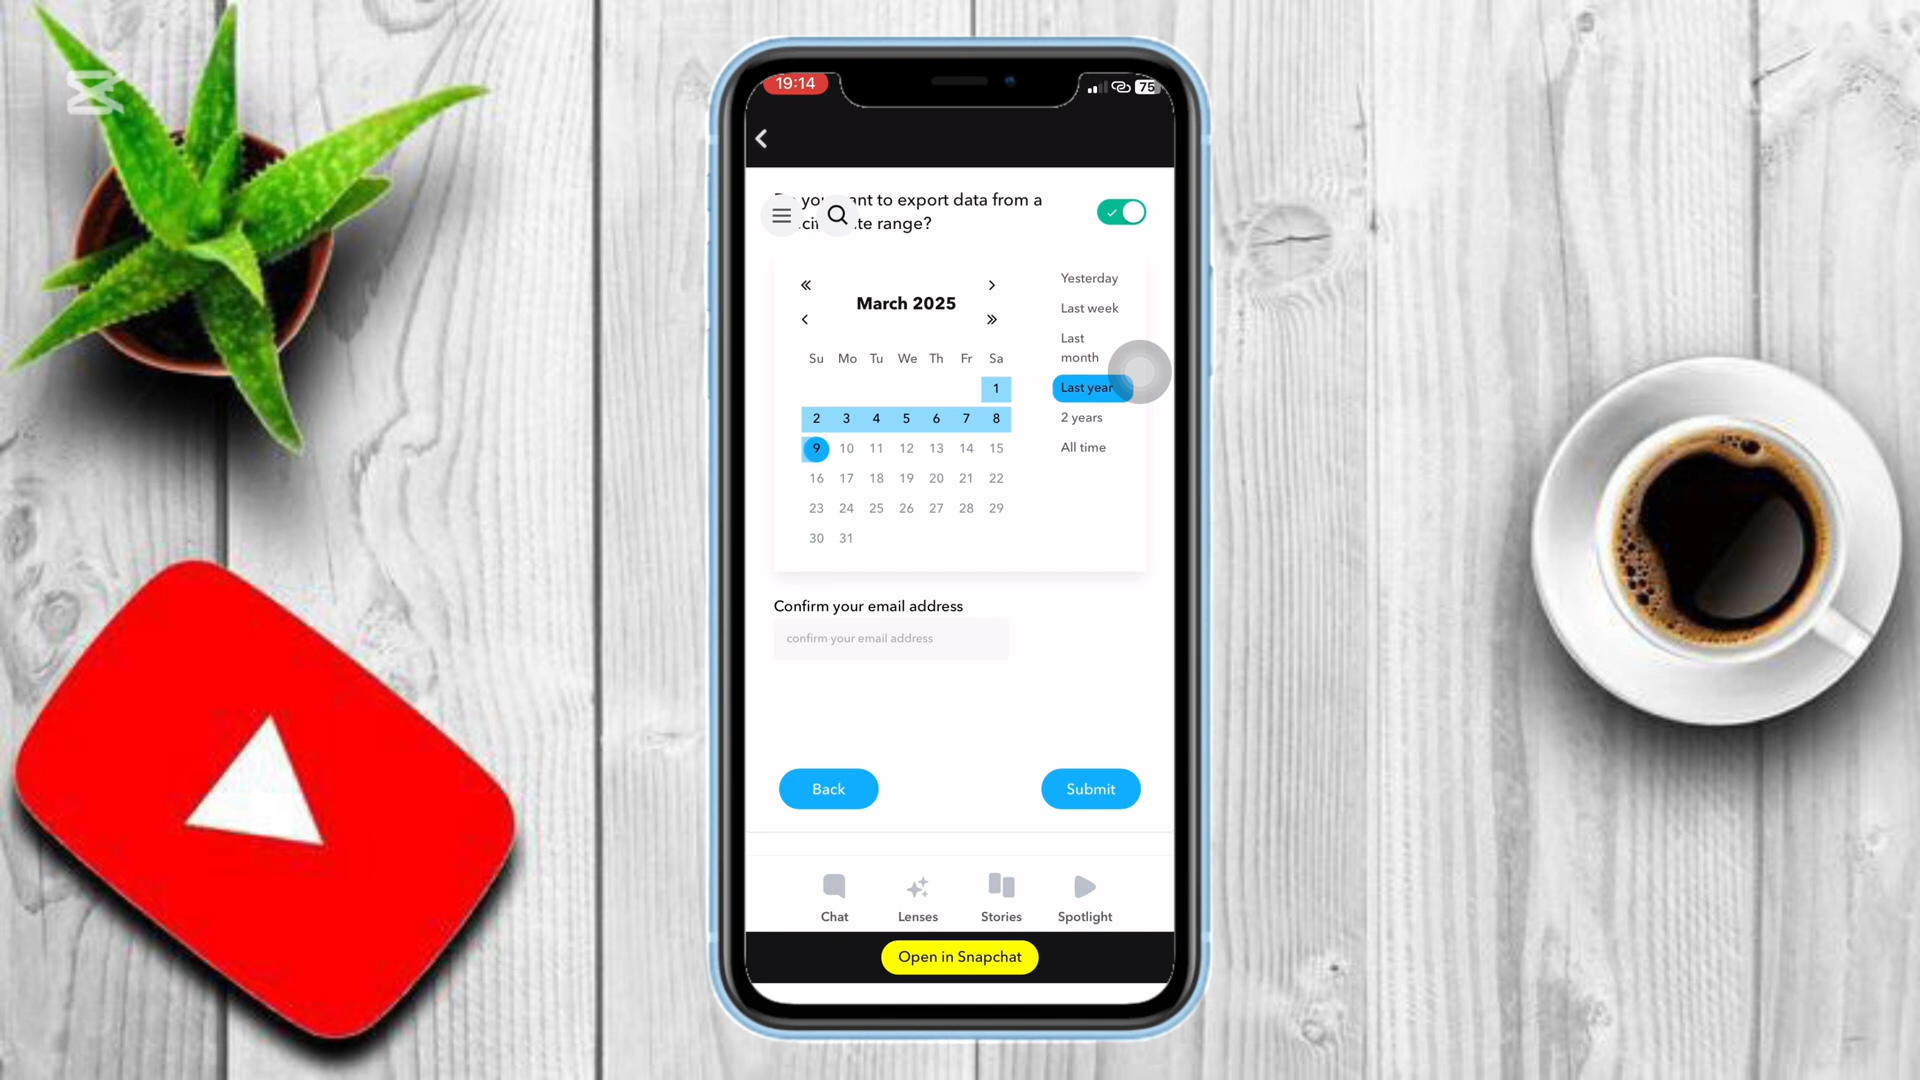 19:14
75
you want to export data from a
te range?
Yesterday
Last week
Last
month
Last year
2 years
All time
March 2025
Su Mo Tu We Th Fr Sa
1
2 3 4 5 6 7 8
9 10 11 12 13 14 15
16 17 18 19 20 21 22
23 24 25 26 27 28 29
30 31
Confirm your email address
confirm your email address
Back
Submit
Chat
Lenses
Stories
Spotlight
Open in Snapchat